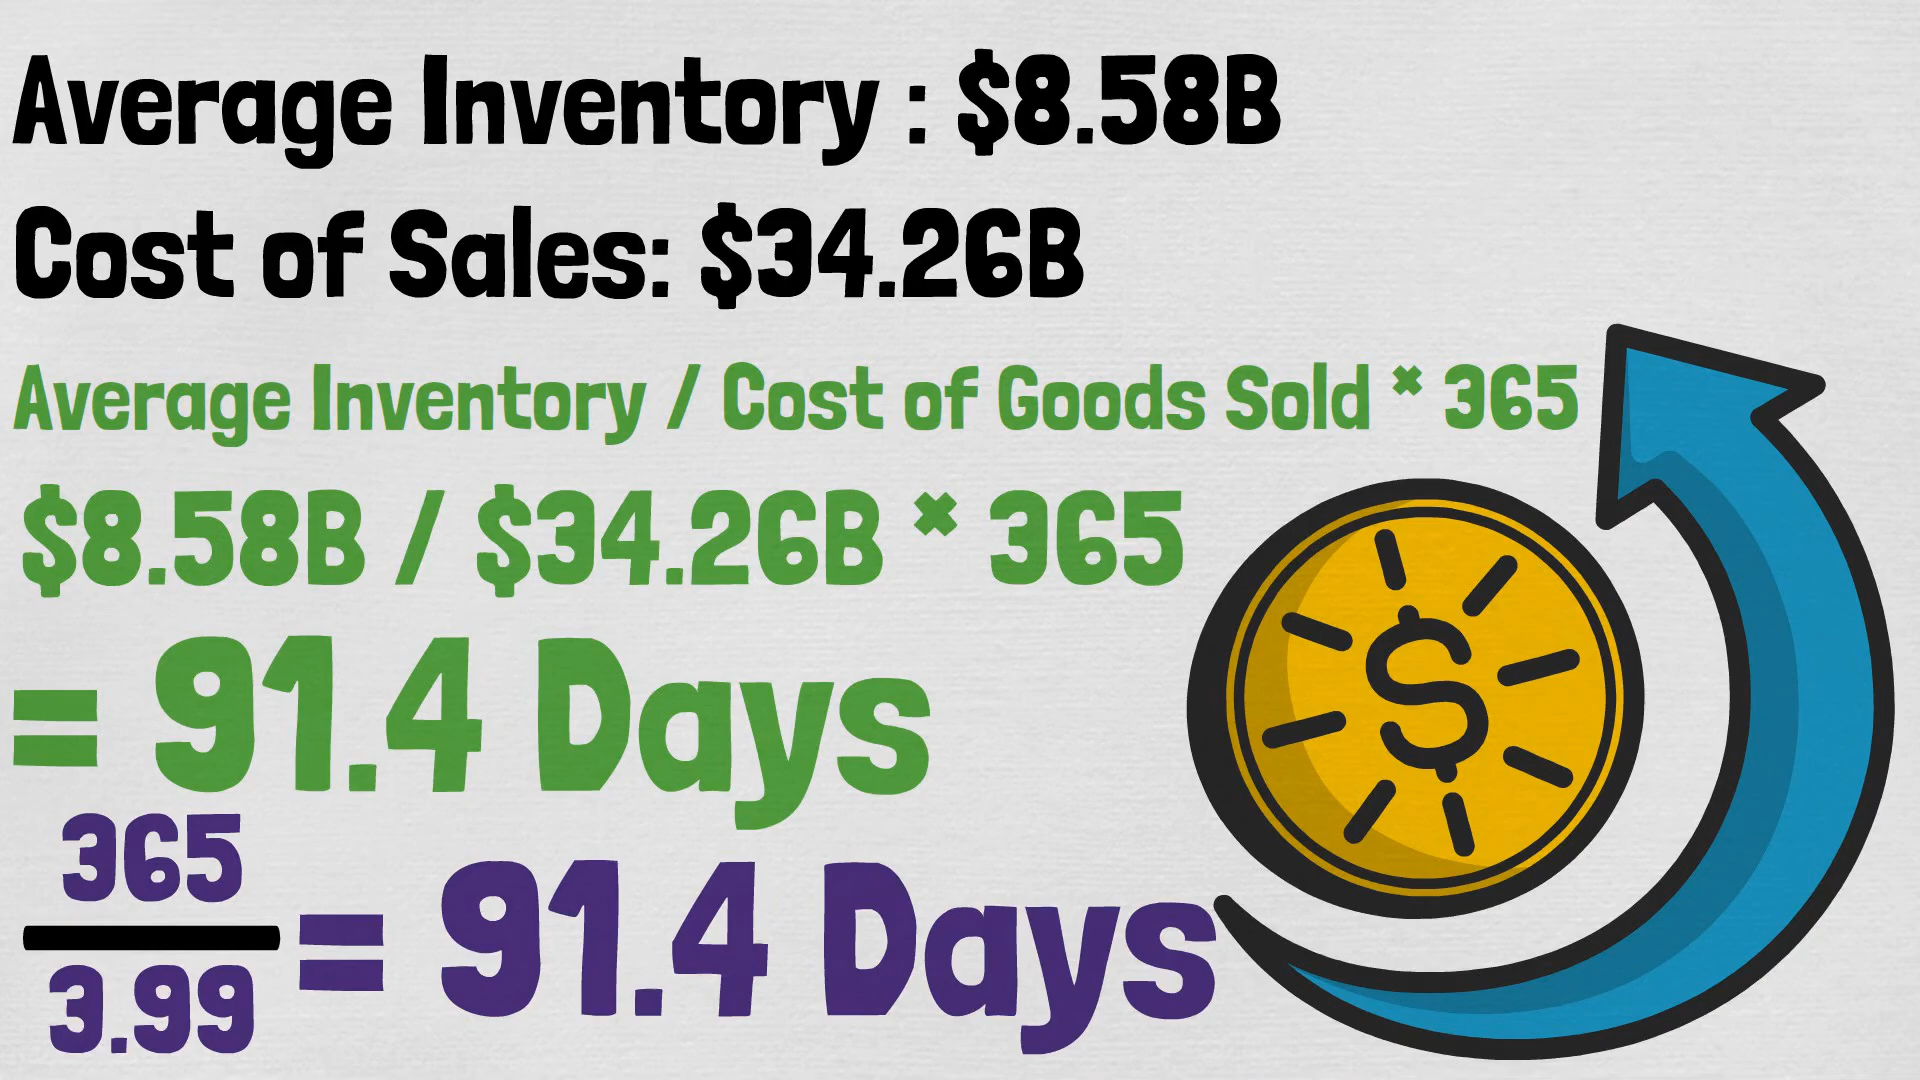 Average Inventory : $8.58B
Cost of Sales: $34.26B
Average Inventory / Cost of Goods Sold * 365
$8.58B / $34.26B * 365
= 91.4 Days
365
3.99
= 91.4 Days
$